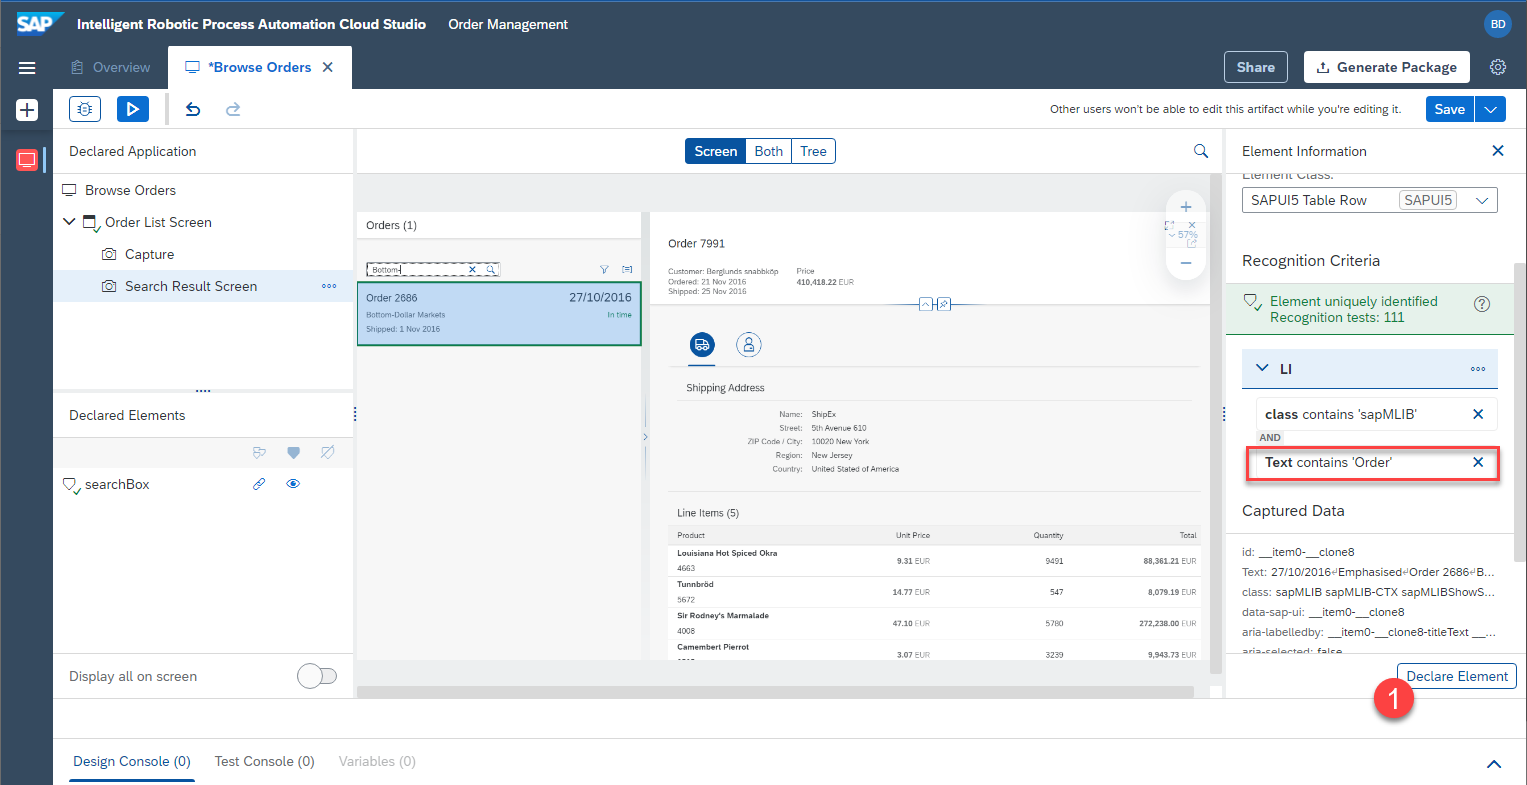 SAP Intelligent Robotic Process Automation Cloud Studio Order Management BD
Overview *Browse Orders Share Generate Package
Other users won't be able to edit this artifact while you're editing it. Save
Declared Application
Browse Orders
Order List Screen
Capture
Search Result Screen
Declared Elements
searchBox
Display all on screen
Screen Both Tree
57%
Orders (1)
Bottom-
Order 2686 27/10/2016
Bottom-Dollar Markets In time
Shipped: 1 Nov 2016
Order 7991
Customer: Berglunds snabbköp Price
Ordered: 21 Nov 2016 410,418.22 EUR
Shipped: 25 Nov 2016
Shipping Address
Name: ShipEx
Street: 5th Avenue 610
ZIP Code / City: 10020 New York
Region: New Jersey
Country: United Stated of America
Line Items (5)
Product Unit Price Quantity Total
Louisiana Hot Spiced Okra
4663 9.31 EUR 9491 88,361.21 EUR
Tunnbröd
5672 14.77 EUR 547 8,079.19 EUR
Sir Rodney's Marmalade
4008 47.10 EUR 5780 272,238.00 EUR
Camembert Pierrot
3.07 EUR 3239 9,943.73 EUR
Element Information
Element Class:
SAPUI5 Table Row SAPUI5
Recognition Criteria
Element uniquely identified
Recognition tests: 111
LI
class contains 'sapMLIB'
AND
Text contains 'Order'
Captured Data
id: __item0-__clone8
Text: 27/10/2016↵Emphasised↵Order 2686↵B...
class: sapMLIB sapMLIB-CTX sapMLIBShowS...
data-sap-ui: __item0-__clone8
aria-labelledby: __item0-__clone8-titleText __...
aria-selected: false
Declare Element
1
Design Console (0) Test Console (0) Variables (0)